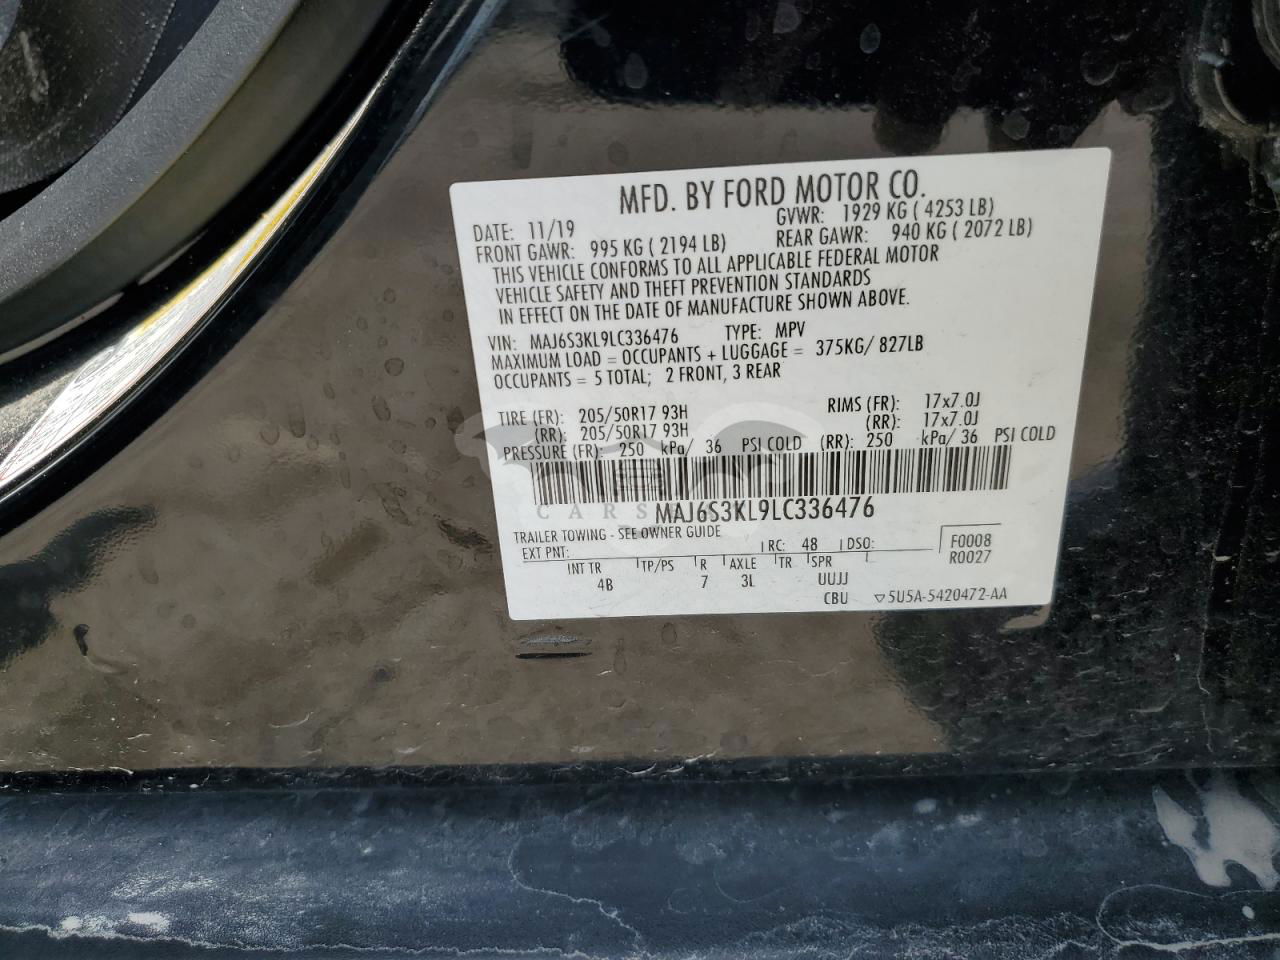 MFD. BY FORD MOTOR CO.
DATE: 11/19 GVWR: 1929 KG ( 4253 LB)
FRONT GAWR: 995 KG ( 2194 LB) REAR GAWR: 940 KG ( 2072 LB)
THIS VEHICLE CONFORMS TO ALL APPLICABLE FEDERAL MOTOR
VEHICLE SAFETY AND THEFT PREVENTION STANDARDS
IN EFFECT ON THE DATE OF MANUFACTURE SHOWN ABOVE.
VIN: MAJ6S3KL9LC336476 TYPE: MPV
MAXIMUM LOAD = OCCUPANTS + LUGGAGE = 375KG/ 827LB
OCCUPANTS = 5 TOTAL; 2 FRONT, 3 REAR
TIRE (FR): 205/50R17 93H RIMS (FR): 17x7.0J
(RR): 205/50R17 93H (RR): 17x7.0J
PRESSURE (FR): 250 kPa/ 36 PSI COLD (RR): 250 kPa/ 36 PSI COLD
MAJ6S3KL9LC336476
CARS
TRAILER TOWING - SEE OWNER GUIDE
EXT PNT: RC: 48 DSO: F0008
R0027
INT TR TP/PS R AXLE TR SPR
4B 7 3L UUJJ
CBU 5U5A-5420472-AA